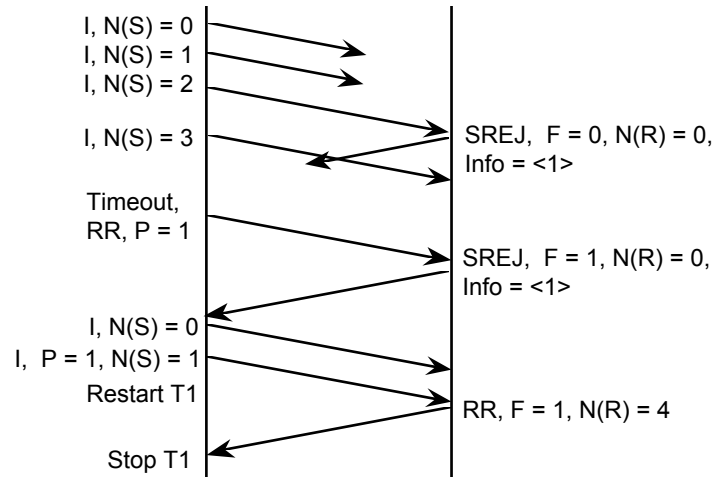 I, N(S) = 0
I, N(S) = 1
I, N(S) = 2
I, N(S) = 3
SREJ, F = 0, N(R) = 0,
Info = <1>
Timeout,
RR, P = 1
SREJ, F = 1, N(R) = 0,
Info = <1>
I, N(S) = 0
I, P = 1, N(S) = 1
Restart T1
RR, F = 1, N(R) = 4
Stop T1